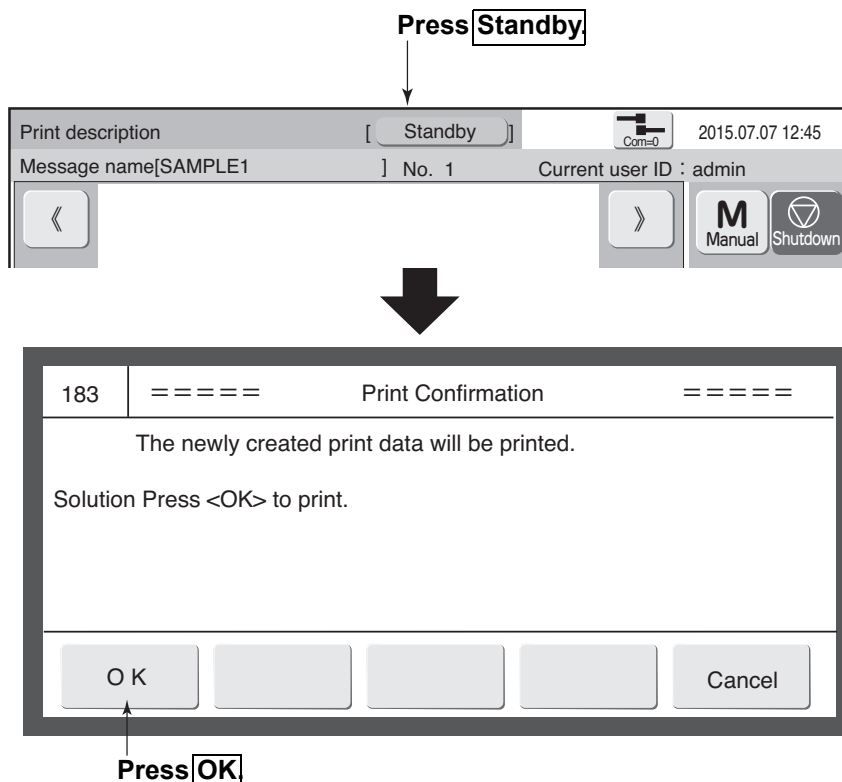 Press Standby.
Print description [ Standby ] Com=0 2015.07.07 12:45
Message name[SAMPLE1 ] No. 1 Current user ID : admin
《 》 M Manual Shutdown
183 ===== Print Confirmation =====
The newly created print data will be printed.
Solution Press <OK> to print.
O K Cancel
Press OK.